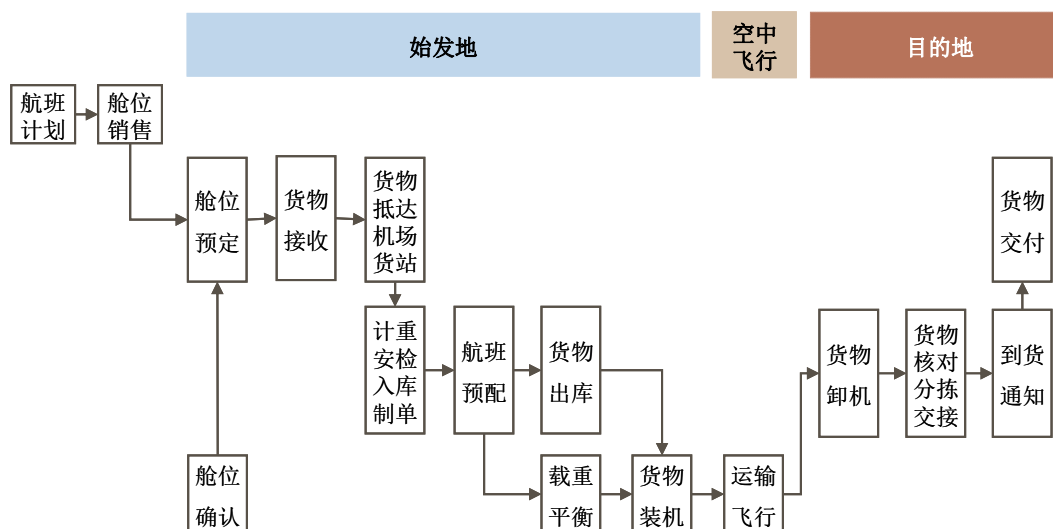 始发地
空中
飞行
目的地
航班
计划
舱位
销售
舱位
预定
货物
接收
货物
抵达
机场
货站
计重
安检
入库
制单
航班
预配
货物
出库
舱位
确认
载重
平衡
货物
装机
运输
飞行
货物
卸机
货物
核对
分拣
交接
到货
通知
货物
交付